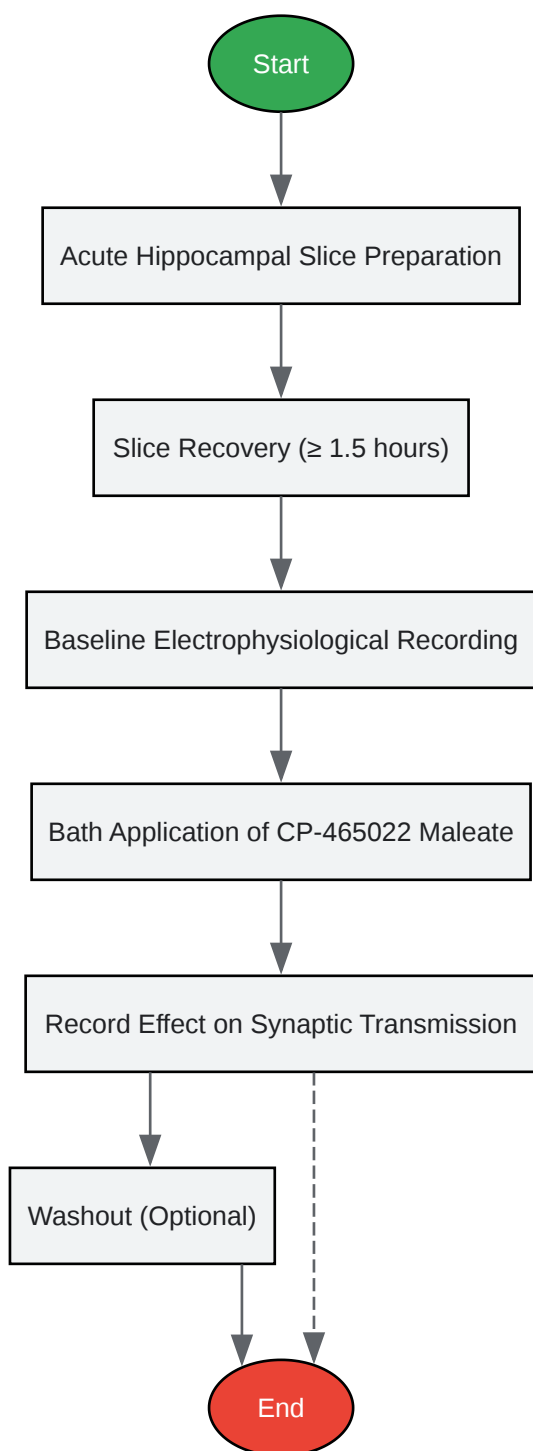 Start
Acute Hippocampal Slice Preparation
Slice Recovery (≥ 1.5 hours)
Baseline Electrophysiological Recording
Bath Application of CP-465022 Maleate
Record Effect on Synaptic Transmission
Washout (Optional)
End